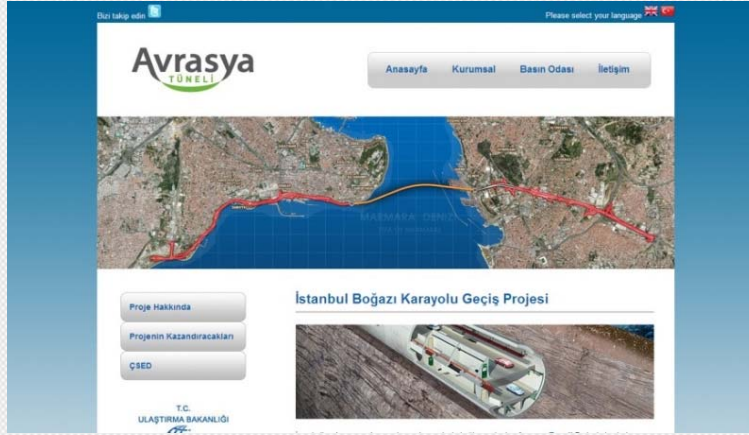 Bizi takip edin
Please select your language
Avrasya
TÜNELİ
Anasayfa Kurumsal Basın Odası İletişim
MARMARA DENİZİ
İstanbul Boğazı Karayolu Geçiş Projesi
Proje Hakkında
Projenin Kazandıracakları
ÇSED
T.C.
ULAŞTIRMA BAKANLIĞI